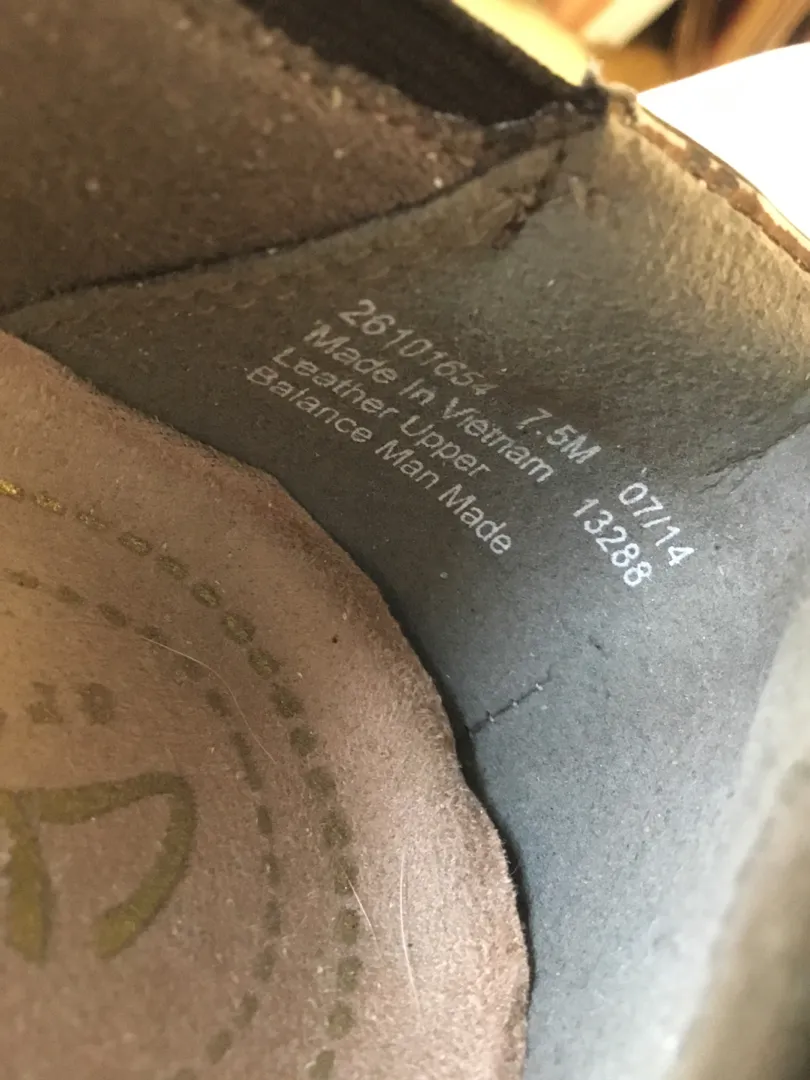 26101654 7.5M 07/14
Made In Vietnam 13288
Leather Upper
Balance Man Made